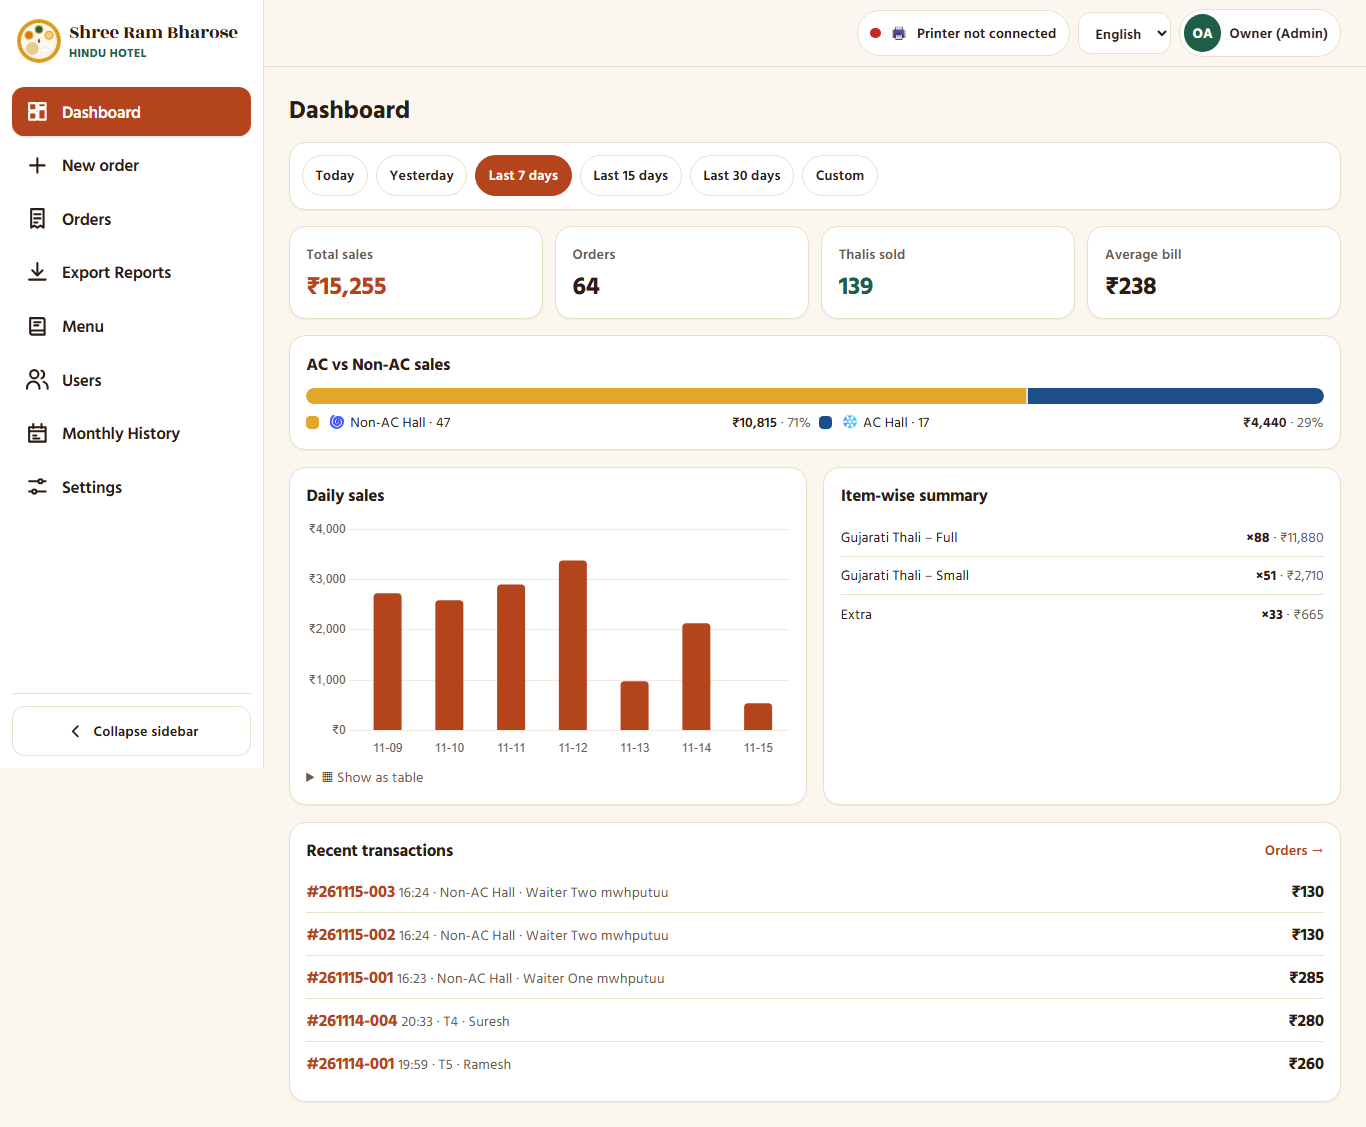 Shree Ram Bharose
HINDU HOTEL
Printer not connected
English
OA
Owner (Admin)
Dashboard
New order
Orders
Export Reports
Menu
Users
Monthly History
Settings
Collapse sidebar
Dashboard
Today
Yesterday
Last 7 days
Last 15 days
Last 30 days
Custom
Total sales
₹15,255
Orders
64
Thalis sold
139
Average bill
₹238
AC vs Non-AC sales
Non-AC Hall · 47
₹10,815 · 71%
AC Hall · 17
₹4,440 · 29%
Daily sales
₹4,000
₹3,000
₹2,000
₹1,000
₹0
11-09 11-10 11-11 11-12 11-13 11-14 11-15
Show as table
Item-wise summary
Gujarati Thali – Full ×88 · ₹11,880
Gujarati Thali – Small ×51 · ₹2,710
Extra ×33 · ₹665
Recent transactions
Orders →
#261115-003 16:24 · Non-AC Hall · Waiter Two mwhputuu ₹130
#261115-002 16:24 · Non-AC Hall · Waiter Two mwhputuu ₹130
#261115-001 16:23 · Non-AC Hall · Waiter One mwhputuu ₹285
#261114-004 20:33 · T4 · Suresh ₹280
#261114-001 19:59 · T5 · Ramesh ₹260